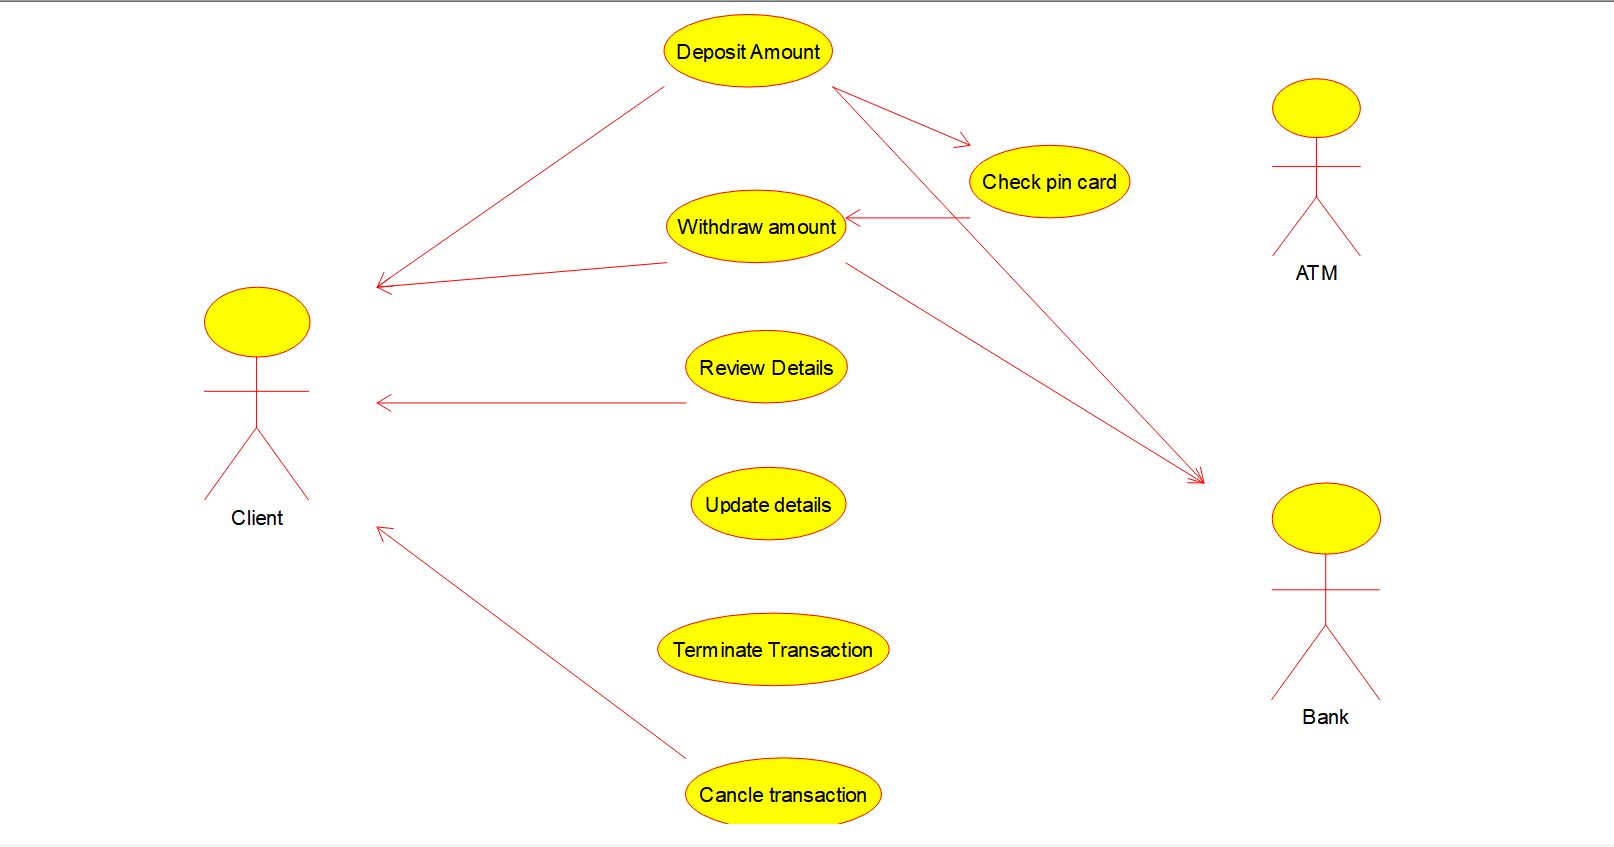 Deposit Amount
Check pin card
Withdraw amount
ATM
Review Details
Update details
Client
Terminate Transaction
Bank
Cancle transaction